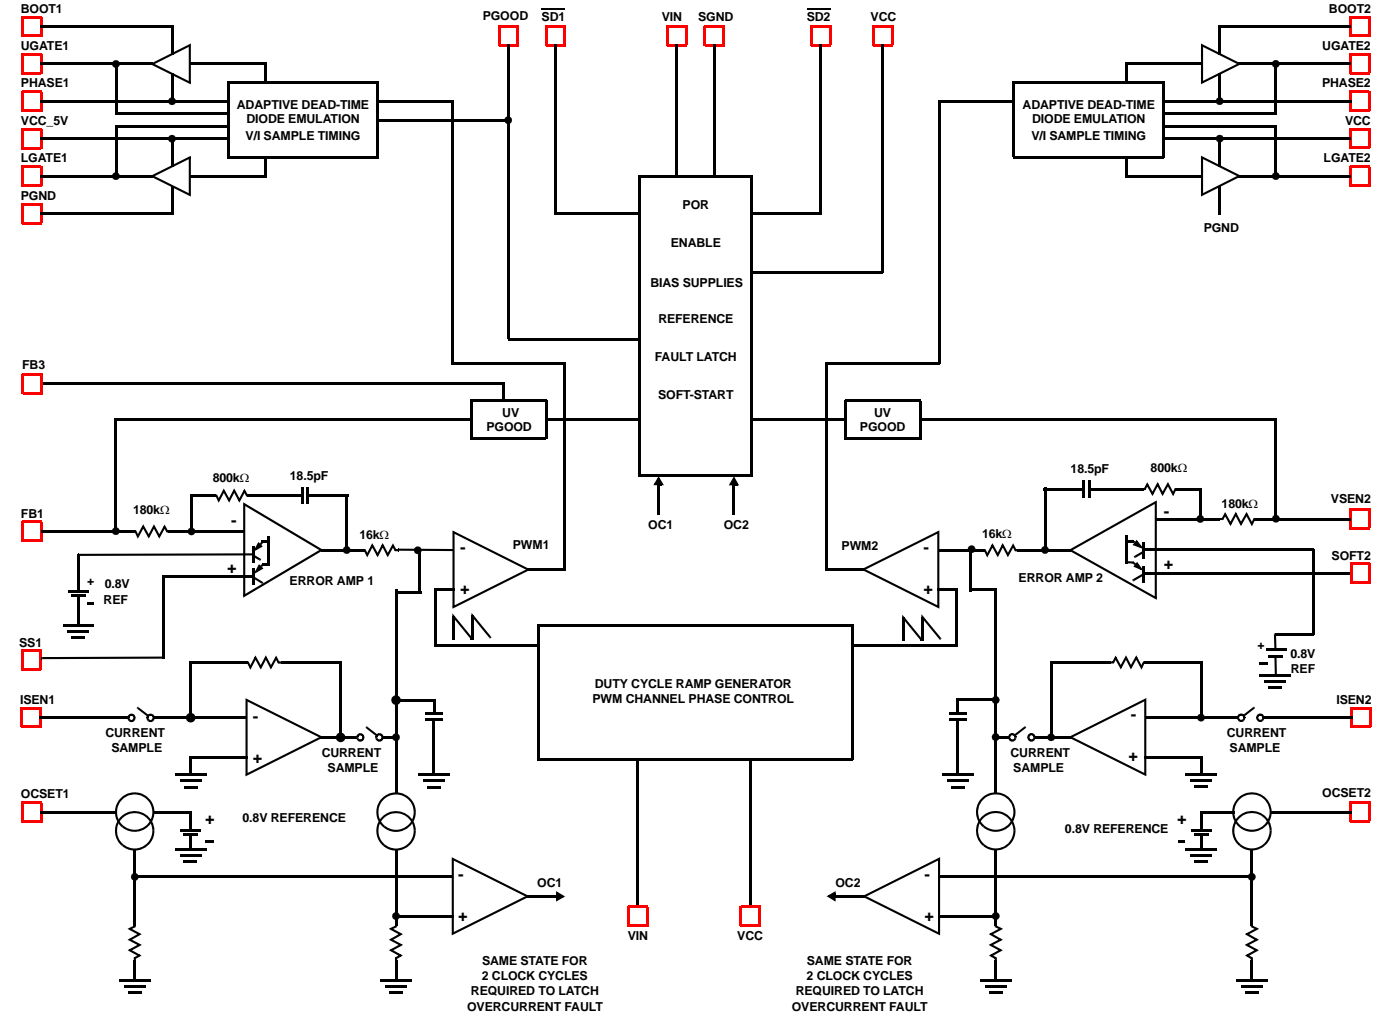 BOOT1
UGATE1
PHASE1
VCC_5V
LGATE1
PGND
ADAPTIVE DEAD-TIME
DIODE EMULATION
V/I SAMPLE TIMING
PGOOD
SD1
VIN
SGND
SD2
VCC
BOOT2
UGATE2
PHASE2
VCC
LGATE2
PGND
ADAPTIVE DEAD-TIME
DIODE EMULATION
V/I SAMPLE TIMING
POR
ENABLE
BIAS SUPPLIES
REFERENCE
FAULT LATCH
SOFT-START
OC1
OC2
FB3
UV
PGOOD
UV
PGOOD
800kΩ
18.5pF
FB1
180kΩ
-
+
16kΩ
ERROR AMP 1
+
-
0.8V
REF
-
+
PWM1
SS1
18.5pF
800kΩ
180kΩ
VSEN2
-
+
16kΩ
ERROR AMP 2
SOFT2
PWM2
-
+
+
-
0.8V
REF
DUTY CYCLE RAMP GENERATOR
PWM CHANNEL PHASE CONTROL
ISEN1
CURRENT
SAMPLE
-
+
CURRENT
SAMPLE
ISEN2
CURRENT
SAMPLE
-
+
CURRENT
SAMPLE
OCSET1
+
-
0.8V REFERENCE
-
+
OC1
OCSET2
+
-
0.8V REFERENCE
-
+
OC2
VIN
VCC
SAME STATE FOR
2 CLOCK CYCLES
REQUIRED TO LATCH
OVERCURRENT FAULT
SAME STATE FOR
2 CLOCK CYCLES
REQUIRED TO LATCH
OVERCURRENT FAULT